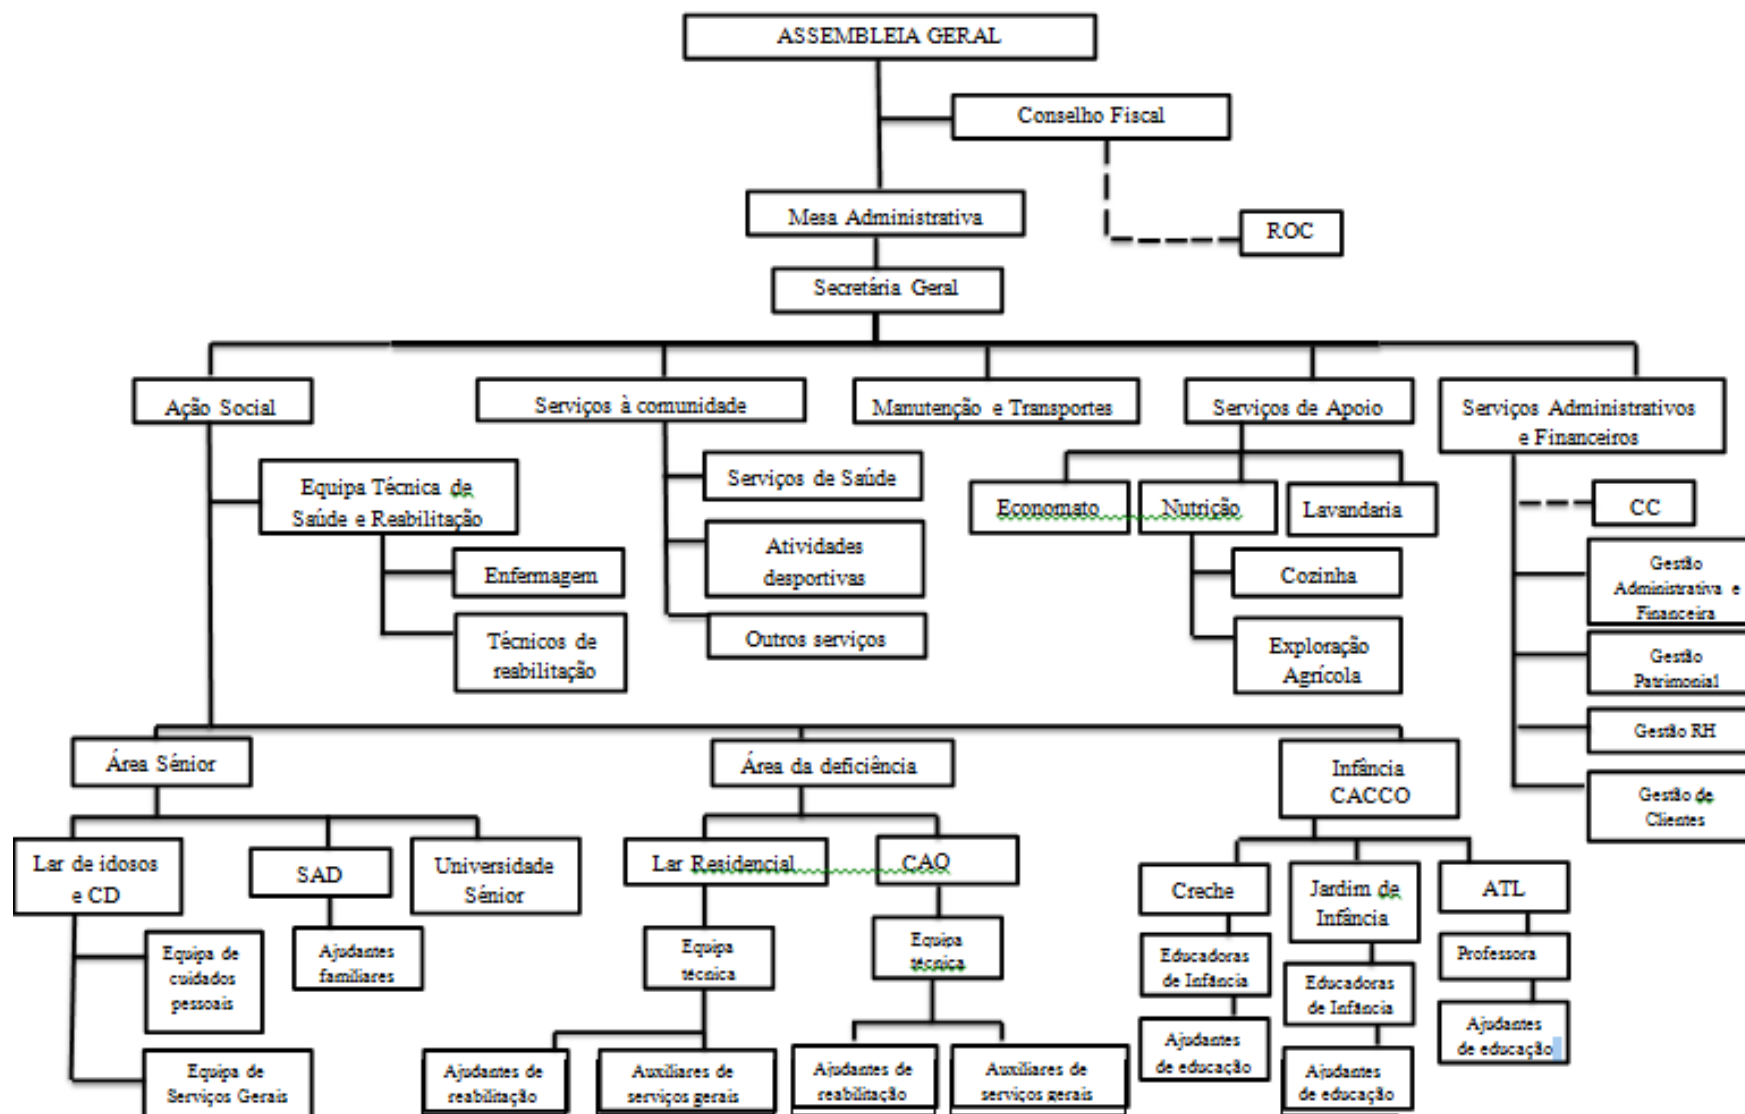 ASSEMBLEIA GERAL
Conselho Fiscal
Mesa Administrativa
ROC
Secretária Geral
Ação Social
Serviços à comunidade
Manutenção e Transportes
Serviços de Apoio
Serviços Administrativos
e Financeiros
Equipa Técnica de
Saúde e Reabilitação
Enfermagem
Técnicos de
reabilitação
Serviços de Saúde
Atividades
desportivas
Outros serviços
Economato
Nutrição
Lavandaria
Cozinha
Exploração
Agrícola
CC
Gestão
Administrativa e
Financeira
Gestão
Patrimonial
Gestão RH
Gestão de
Clientes
Área Sénior
Área da deficiência
Infância
CACCO
Lar de idosos
e CD
SAD
Universidade
Sénior
Lar Residencial
CAO
Creche
Jardim de
Infância
ATL
Equipa de
cuidados
pessoais
Ajudantes
familiares
Equipa
técnica
Equipa
técnica
Educadoras
de Infância
Educadoras
de Infância
Professora
Equipa de
Serviços Gerais
Ajudantes de
reabilitação
Auxiliares de
serviços gerais
Ajudantes de
reabilitação
Auxiliares de
serviços gerais
Ajudantes
de educação
Ajudantes
de educação
Ajudantes
de educação